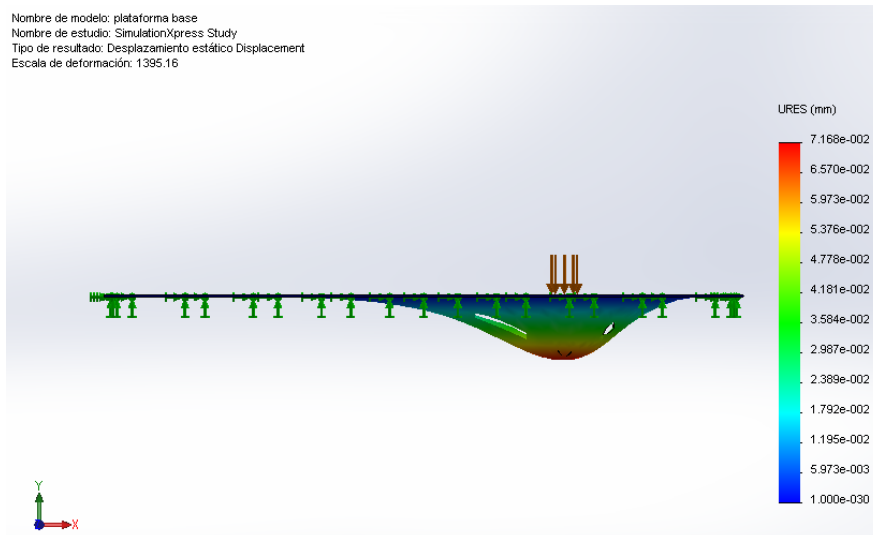 Nombre de modelo: plataforma base
Nombre de estudio: SimulationXpress Study
Tipo de resultado: Desplazamiento estático Displacement
Escala de deformación: 1395.16
URES (mm)
7.168e-002
6.570e-002
5.973e-002
5.376e-002
4.778e-002
4.181e-002
3.584e-002
2.987e-002
2.389e-002
1.792e-002
1.195e-002
5.973e-003
1.000e-030
Y
X